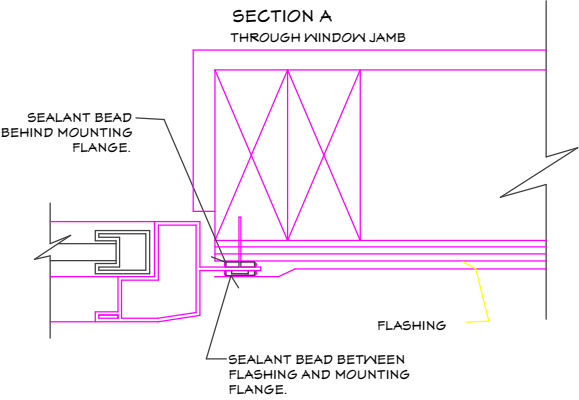 SECTION A
THROUGH WINDOW JAMB
SEALANT BEAD
BEHIND MOUNTING
FLANGE.
FLASHING
SEALANT BEAD BETWEEN
FLASHING AND MOUNTING
FLANGE.